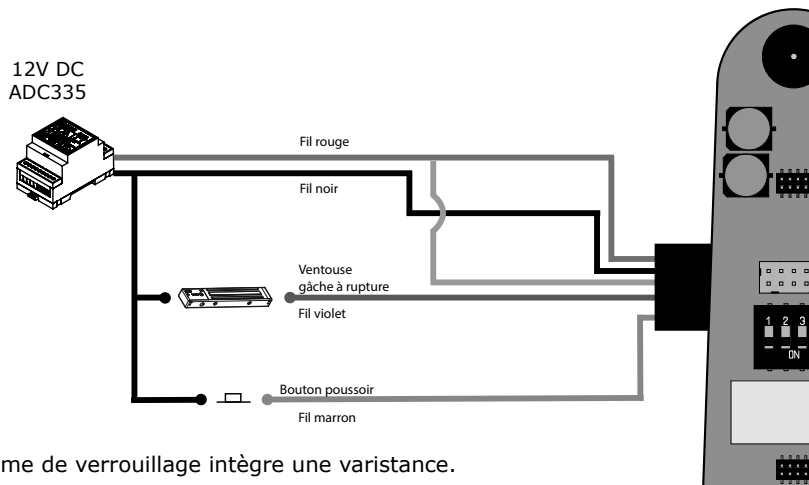 12V DC
ADC335
Fil rouge
Fil noir
Ventouse
gâche à rupture
Fil violet
Bouton poussoir
Fil marron
1 2 3
ON
me de verrouillage intègre une varistance.